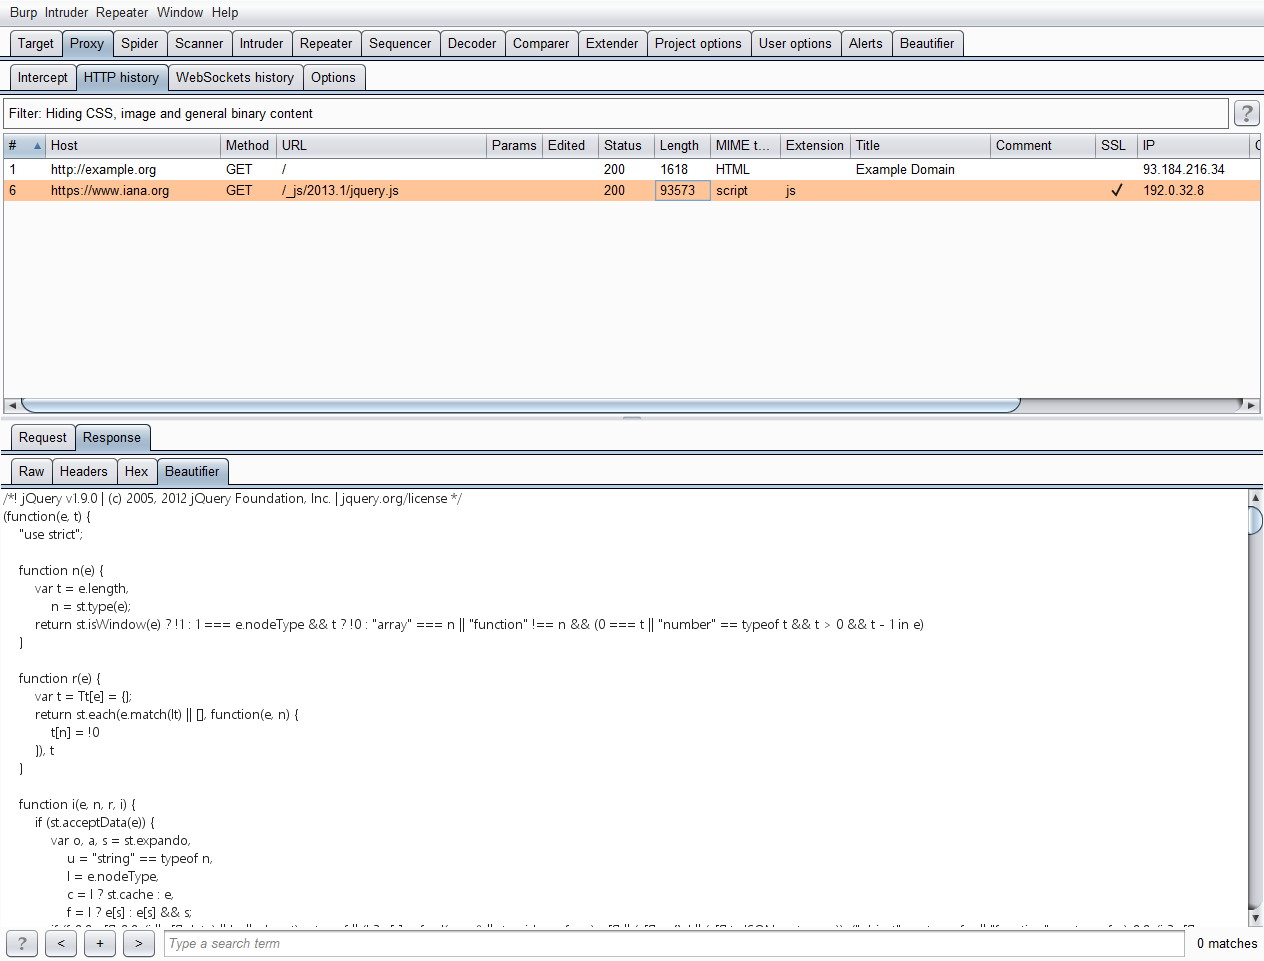 Burp Intruder Repeater Window Help
Target Proxy Spider Scanner Intruder Repeater Sequencer Decoder Comparer Extender Project options User options Alerts Beautifier
Intercept HTTP history WebSockets history Options
Filter: Hiding CSS, image and general binary content ?
# Host Method URL Params Edited Status Length MIME t... Extension Title Comment SSL IP
1 http://example.org GET / 200 1618 HTML Example Domain 93.184.216.34
6 https://www.iana.org GET /_js/2013.1/jquery.js 200 93573 script js ✓ 192.0.32.8
Request Response
Raw Headers Hex Beautifier
/*! jQuery v1.9.0 | (c) 2005, 2012 jQuery Foundation, Inc. | jquery.org/license */
(function(e, t) {
"use strict";
function n(e) {
var t = e.length,
n = st.type(e);
return st.isWindow(e) ? !1 : 1 === e.nodeType && t ? !0 : "array" === n || "function" !== n && (0 === t || "number" == typeof t && t > 0 && t - 1 in e)
}
function r(e) {
var t = Tt[e] = {};
return st.each(e.match(lt) || [], function(e, n) {
t[n] = !0
}), t
}
function i(e, n, r, i) {
if (st.acceptData(e)) {
var o, a, s = st.expando,
u = "string" == typeof n,
l = e.nodeType,
c = l ? st.cache : e,
f = l ? e[s] : e[s] && s;
? < + > Type a search term 0 matches